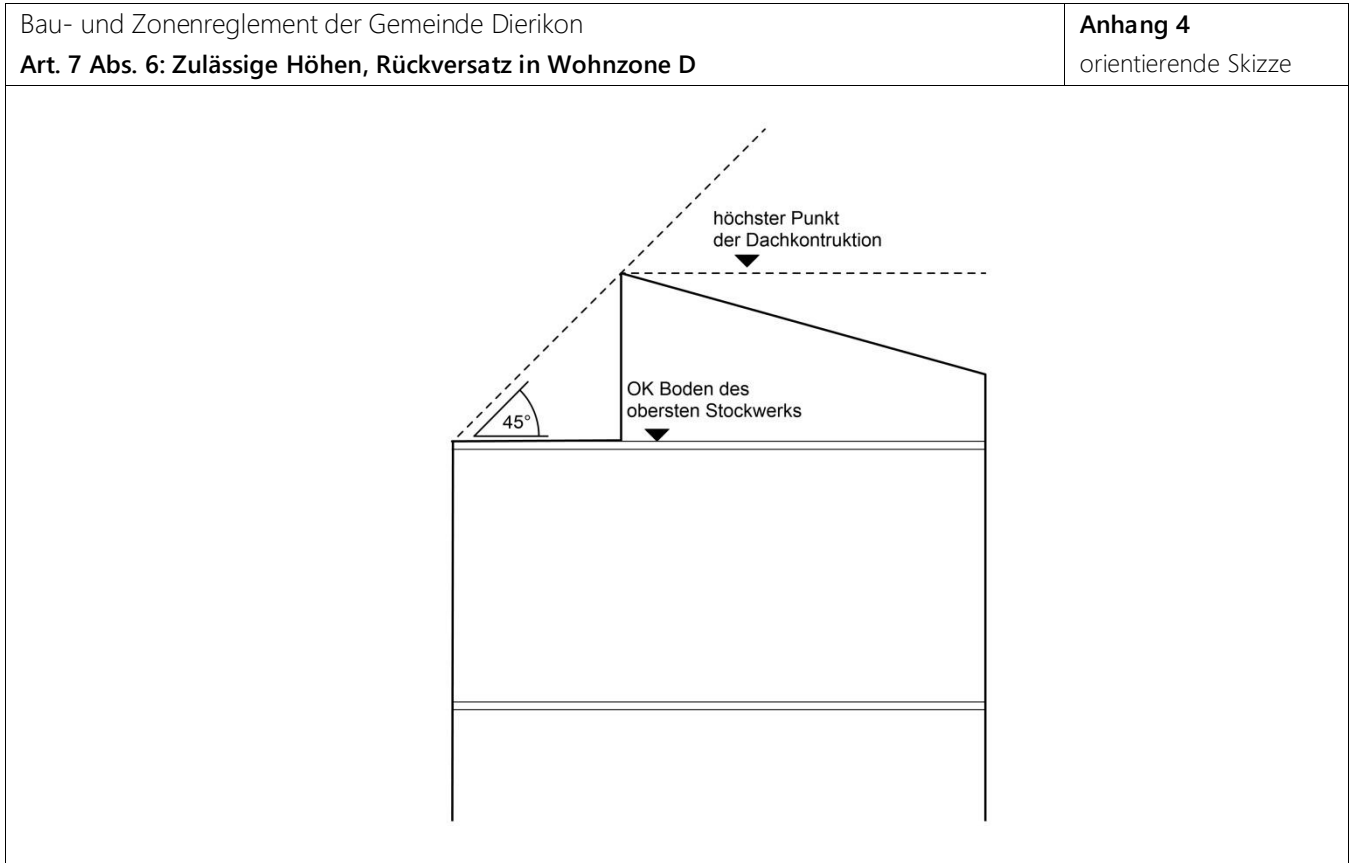 Bau- und Zonenreglement der Gemeinde Dierikon
Art. 7 Abs. 6: Zulässige Höhen, Rückversatz in Wohnzone D
Anhang 4
orientierende Skizze
höchster Punkt
der Dachkontruktion
OK Boden des
obersten Stockwerks
45°